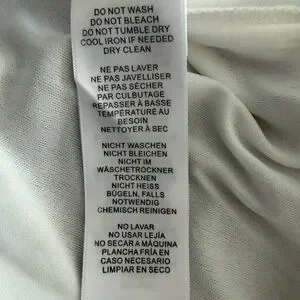 DO NOT WASH
DO NOT BLEACH
DO NOT TUMBLE DRY
COOL IRON IF NEEDED
DRY CLEAN
NE PAS LAVER
NE PAS JAVELLISER
NE PAS SÉCHER
PAR CULBUTAGE
REPASSER À BASSE
TEMPÉRATURE AU
BESOIN
NETTOYER À SEC
NICHT WASCHEN
NICHT BLEICHEN
NICHT IM
WÄSCHETROCKNER
TROCKNEN
NICHT HEISS
BÜGELN, FALLS
NOTWENDIG
CHEMISCH REINIGEN
NO LAVAR
NO USAR LEJÍA
NO SECAR A MÁQUINA
PLANCHA FRÍA EN
CASO NECESARIO
LIMPIAR EN SECO